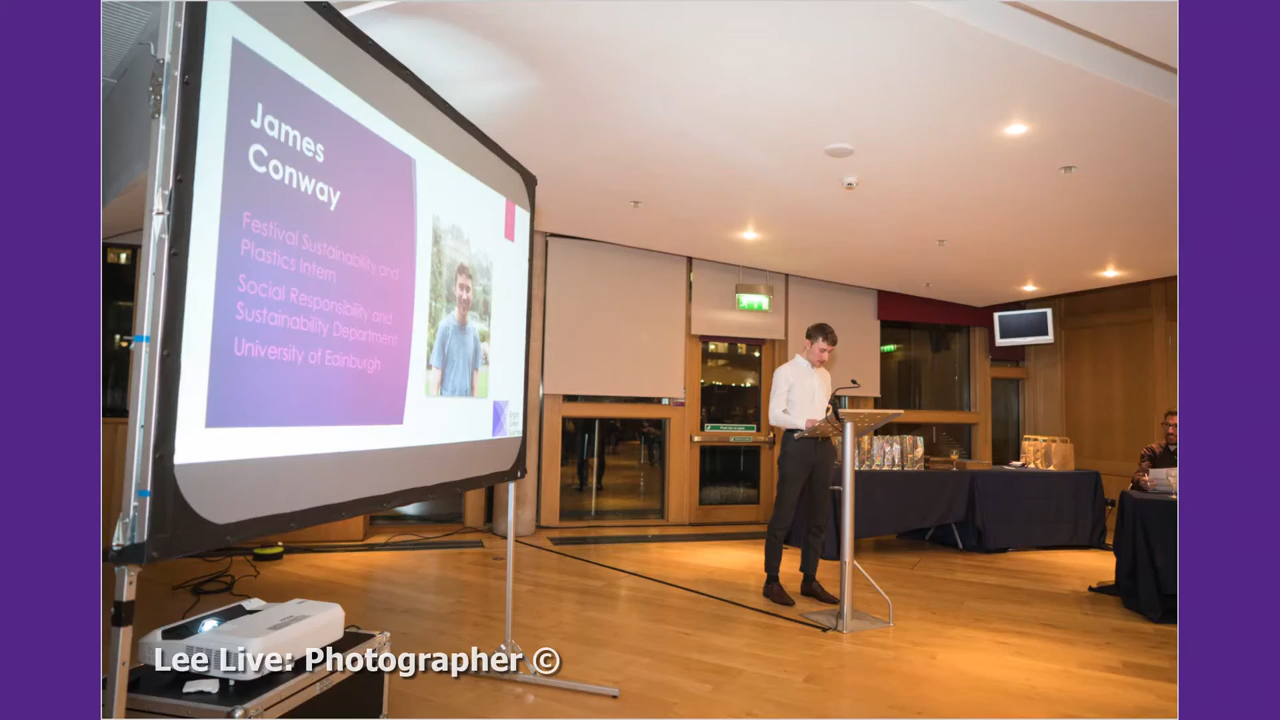 James
Conway
Festival Sustainability and
Plastics Intern
Social Responsibility and
Sustainability Department
University of Edinburgh
Lee Live: Photographer ©